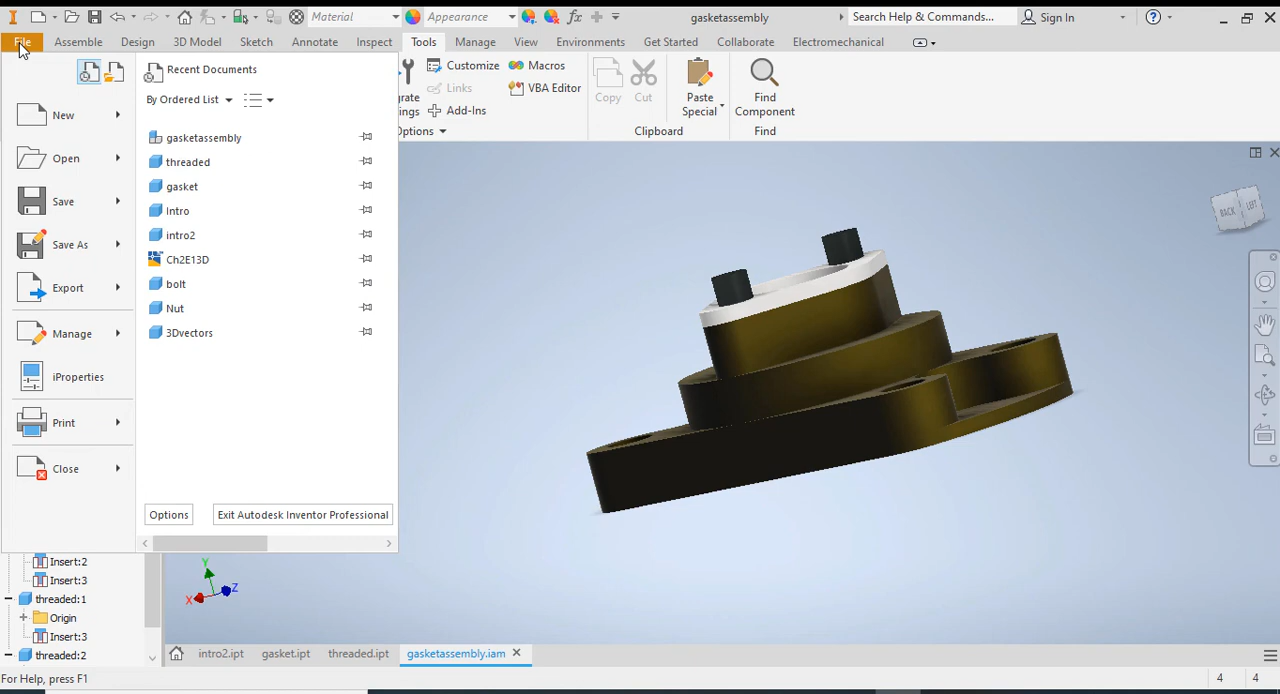 Material
Appearance
gasketassembly
Search Help & Commands...
Sign In
File
Assemble
Design
3D Model
Sketch
Annotate
Inspect
Tools
Manage
View
Environments
Get Started
Collaborate
Electromechanical
Customize
Macros
Links
VBA Editor
Add-Ins
Copy
Cut
Paste
Special
Find
Component
Options
Clipboard
Find
Recent Documents
By Ordered List
New
Open
Save
Save As
Export
Manage
iProperties
Print
Close
gasketassembly
threaded
gasket
Intro
intro2
Ch2E13D
bolt
Nut
3Dvectors
Options
Exit Autodesk Inventor Professional
BACK
LEFT
Insert:2
Insert:3
threaded:1
Origin
Insert:3
threaded:2
Y
X
Z
intro2.ipt
gasket.ipt
threaded.ipt
gasketassembly.iam
For Help, press F1
4
4